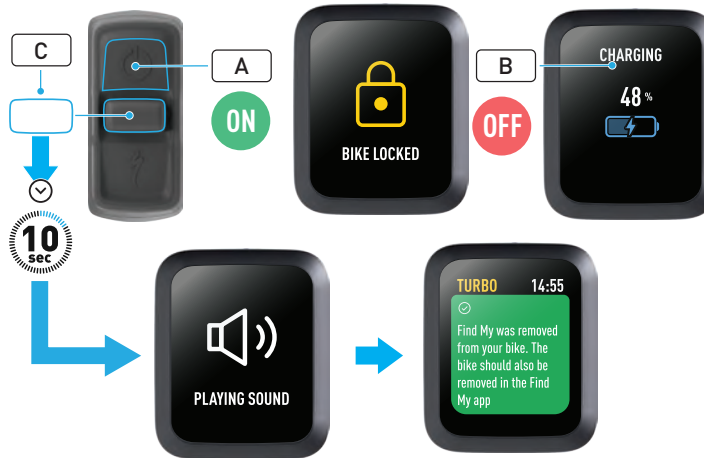 C
A
ON
BIKE LOCKED
B
OFF
CHARGING
48 %
10
sec
PLAYING SOUND
TURBO 14:55
Find My was removed
from your bike. The
bike should also be
removed in the Find
My app